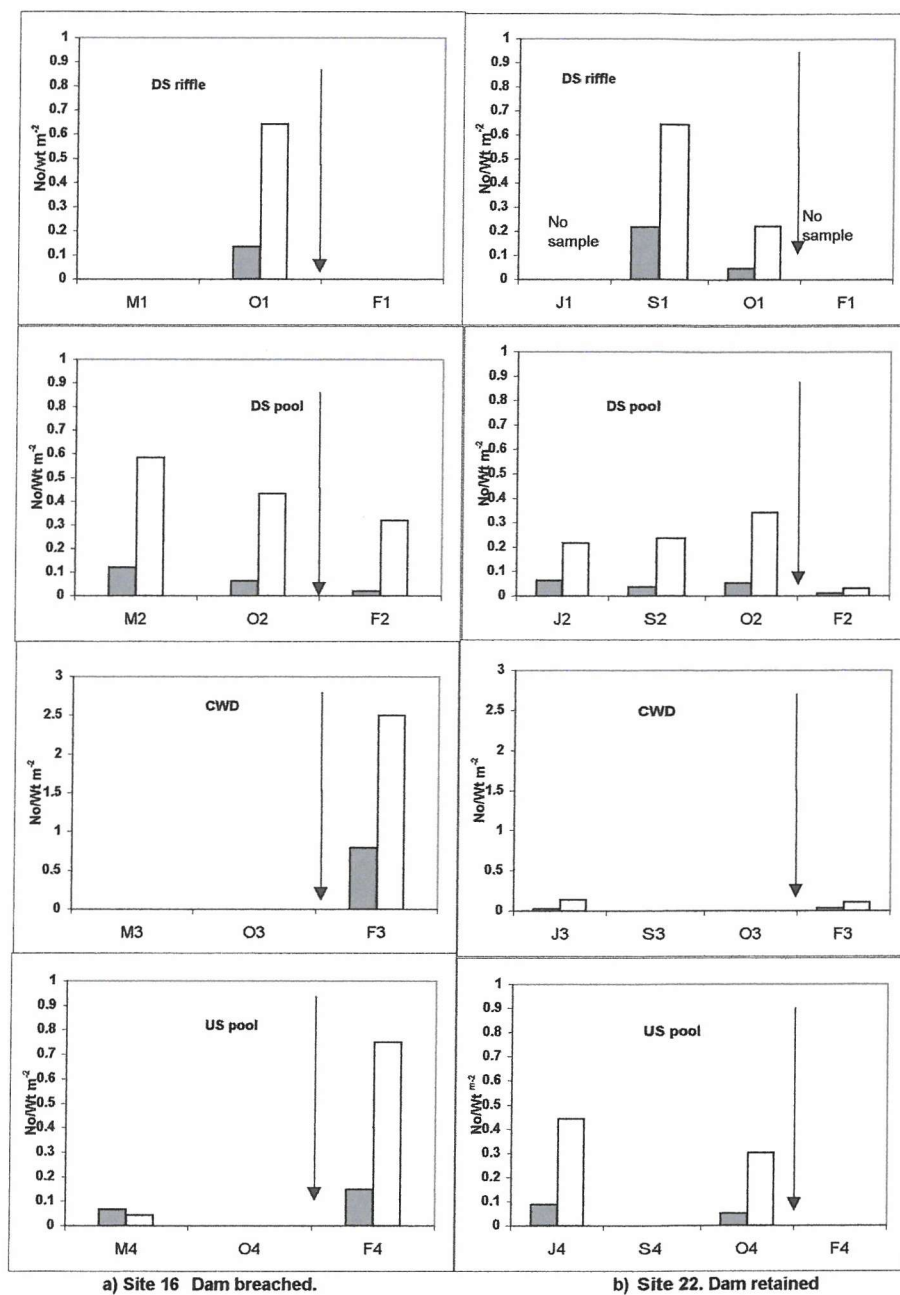 1
0.9
0.8
0.7
0.6
0.5
0.4
0.3
0.2
0.1
0
No/wt m-2
DS riffle
M1 O1 F1
1
0.9
0.8
0.7
0.6
0.5
0.4
0.3
0.2
0.1
0
No/Wt m-2
DS riffle
No
sample
No
sample
J1 S1 O1 F1
1
0.9
0.8
0.7
0.6
0.5
0.4
0.3
0.2
0.1
0
No/Wt m-2
DS pool
M2 O2 F2
1
0.9
0.8
0.7
0.6
0.5
0.4
0.3
0.2
0.1
0
No/Wt m-2
DS pool
J2 S2 O2 F2
3
2.5
2
1.5
1
0.5
0
No/Wt m-2
CWD
M3 O3 F3
3
2.5
2
1.5
1
0.5
0
No/Wt m-2
CWD
J3 S3 O3 F3
1
0.9
0.8
0.7
0.6
0.5
0.4
0.3
0.2
0.1
0
No/Wt m-2
US pool
M4 O4 F4
1
0.9
0.8
0.7
0.6
0.5
0.4
0.3
0.2
0.1
0
No/Wt m-2
US pool
J4 S4 O4 F4
a) Site 16 Dam breached.
b) Site 22. Dam retained